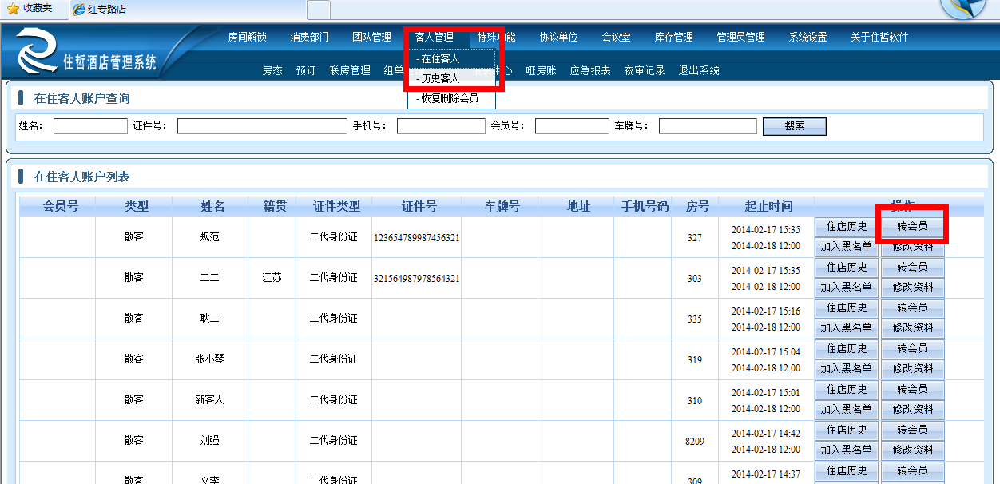 收藏夹 红专路店
住哲酒店管理系统
房间解锁 消费部门 团队管理 客人管理 特殊功能 协议单位 会议室 库存管理 管理员管理 系统设置 关于住哲软件
房态 预订 联房管理 组单 中心 哑房账 应急报表 夜审记录 退出系统
-在住客人
-历史客人
-恢复删除会员
在住客人账户查询
姓名: 证件号: 手机号: 会员号: 车牌号: 搜索
在住客人账户列表
会员号 类型 姓名 籍贯 证件类型 证件号 车牌号 地址 手机号码 房号 起止时间 操作
散客 规范 二代身份证 123654789987456321 327 2014-02-17 15:35 住店历史 转会员
2014-02-18 12:00 加入黑名单 修改资料
散客 二二 江苏 二代身份证 321564987978564321 303 2014-02-17 15:35 住店历史 转会员
2014-02-18 12:00 加入黑名单 修改资料
散客 耿二 二代身份证 335 2014-02-17 15:16 住店历史 转会员
2014-02-18 12:00 加入黑名单 修改资料
散客 张小琴 二代身份证 319 2014-02-17 15:04 住店历史 转会员
2014-02-18 12:00 加入黑名单 修改资料
散客 新客人 二代身份证 310 2014-02-17 15:01 住店历史 转会员
2014-02-18 12:00 加入黑名单 修改资料
散客 刘强 二代身份证 8209 2014-02-17 14:42 住店历史 转会员
2014-02-18 12:00 加入黑名单 修改资料
散客 文李 二代身份证 309 2014-02-17 14:37 住店历史 转会员